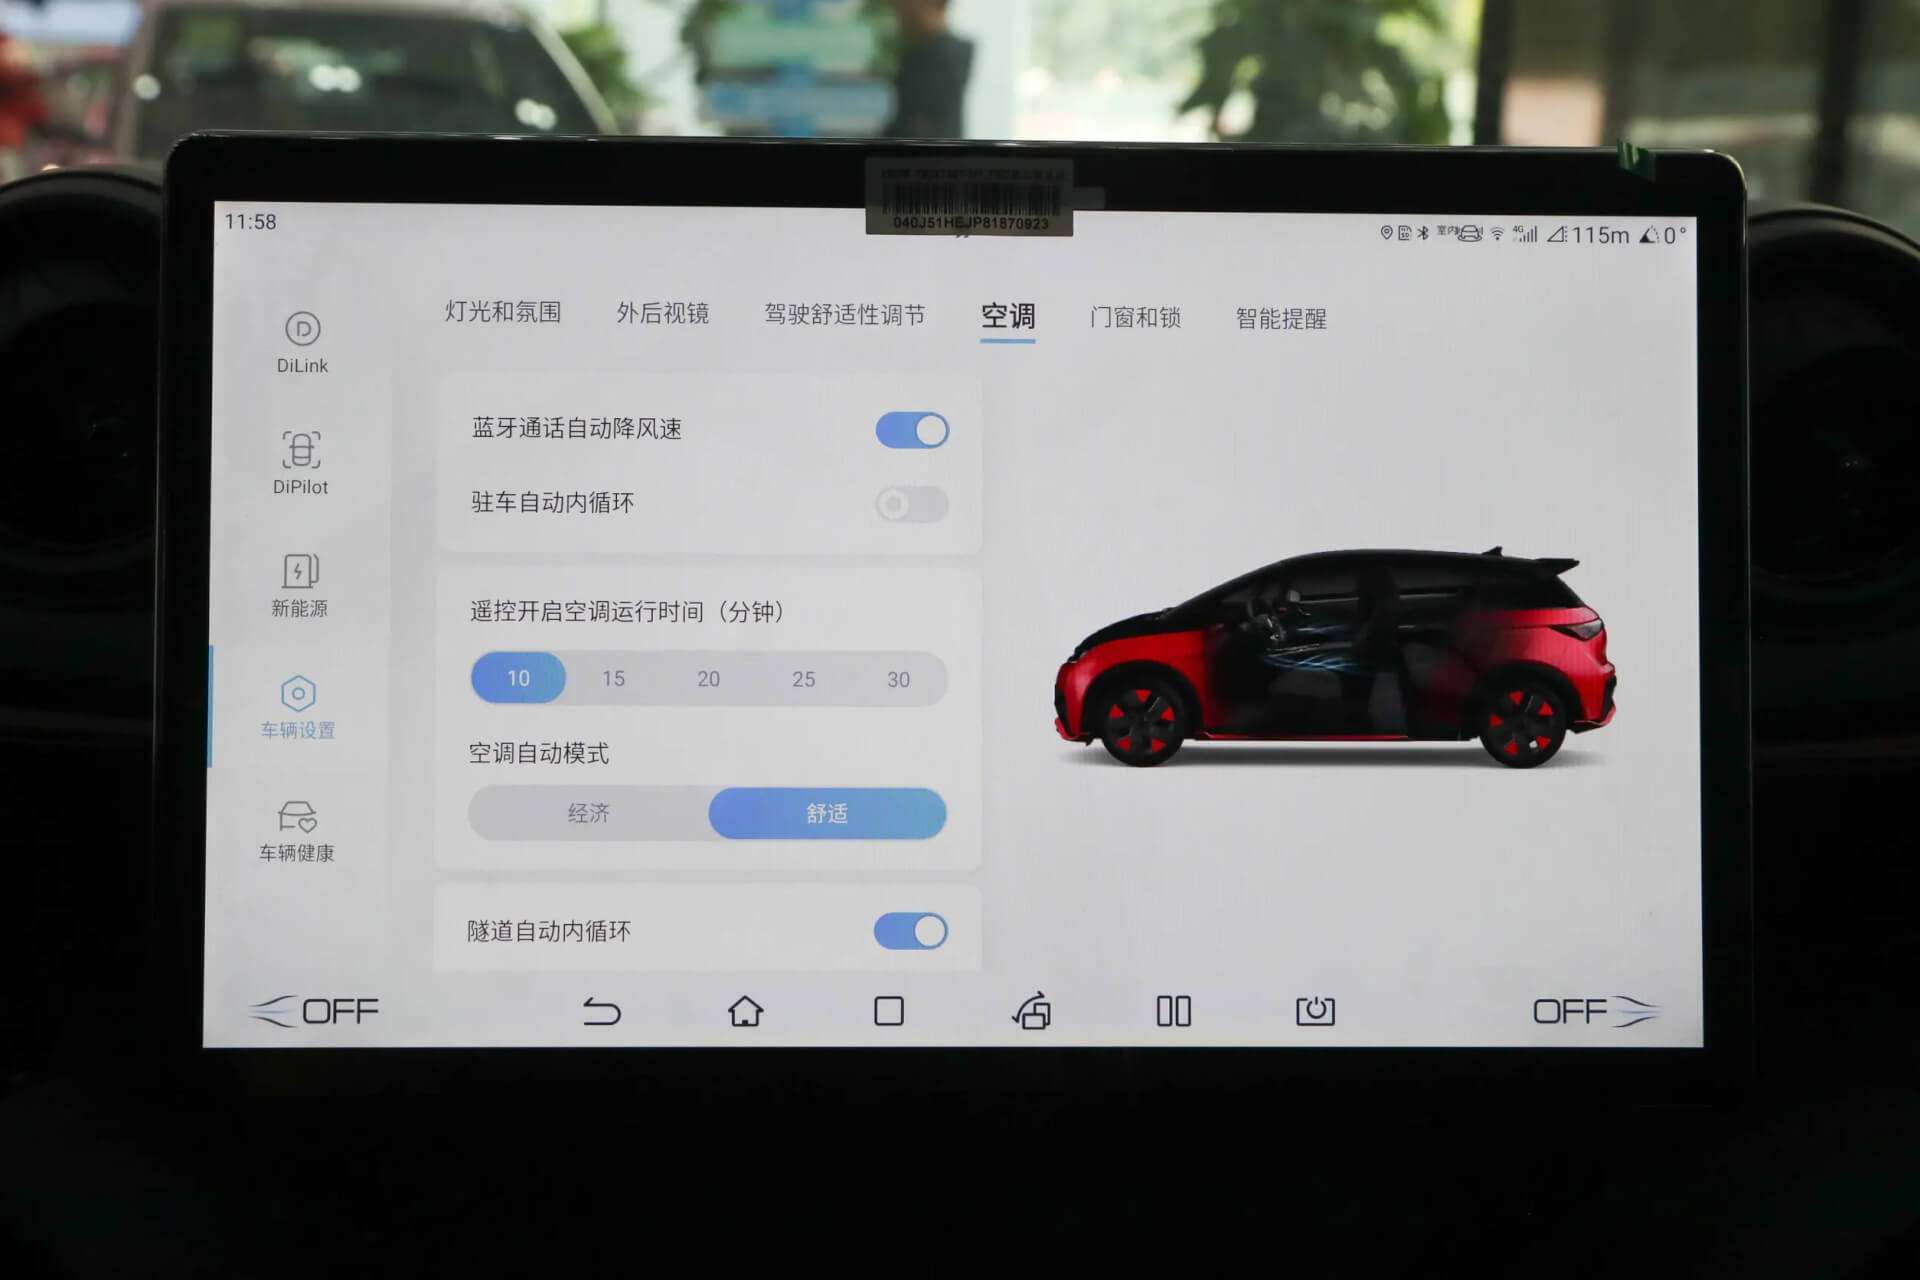 040J51HEJP81870923
11:58
室内
4G
115m
0°
灯光和氛围
外后视镜
驾驶舒适性调节
空调
门窗和锁
智能提醒
DiLink
DiPilot
新能源
车辆设置
车辆健康
蓝牙通话自动降风速
驻车自动内循环
遥控开启空调运行时间（分钟）
10 15 20 25 30
空调自动模式
经济 舒适
隧道自动内循环
OFF
OFF